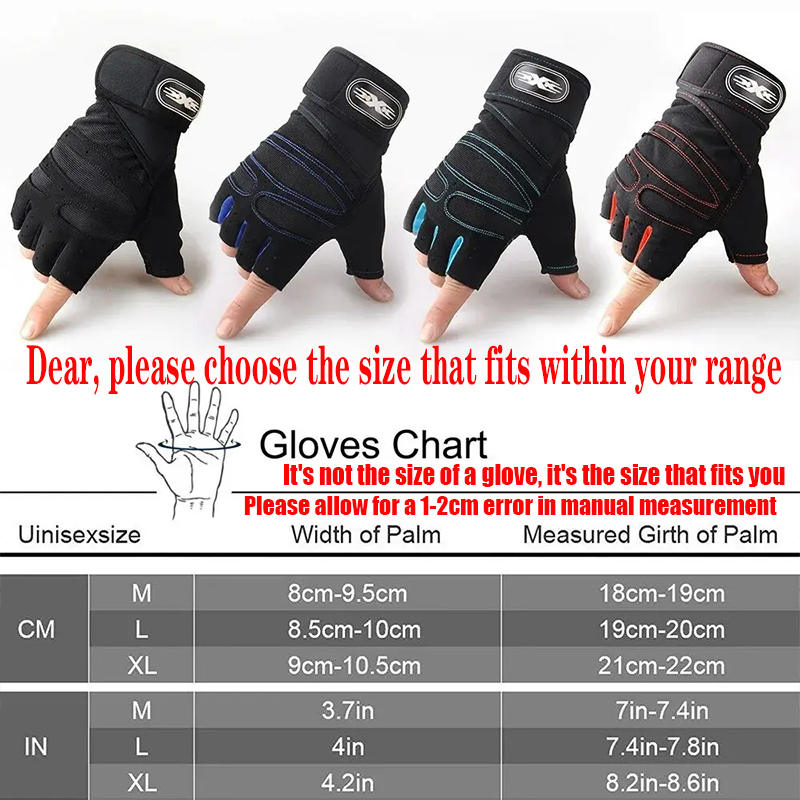 Dear, please choose the size that fits within your range
Gloves Chart
It's not the size of a glove, it's the size that fits you
Please allow for a 1-2cm error in manual measurement
Uinisexsize Width of Palm Measured Girth of Palm
CM M 8cm-9.5cm 18cm-19cm
L 8.5cm-10cm 19cm-20cm
XL 9cm-10.5cm 21cm-22cm
IN M 3.7in 7in-7.4in
L 4in 7.4in-7.8in
XL 4.2in 8.2in-8.6in